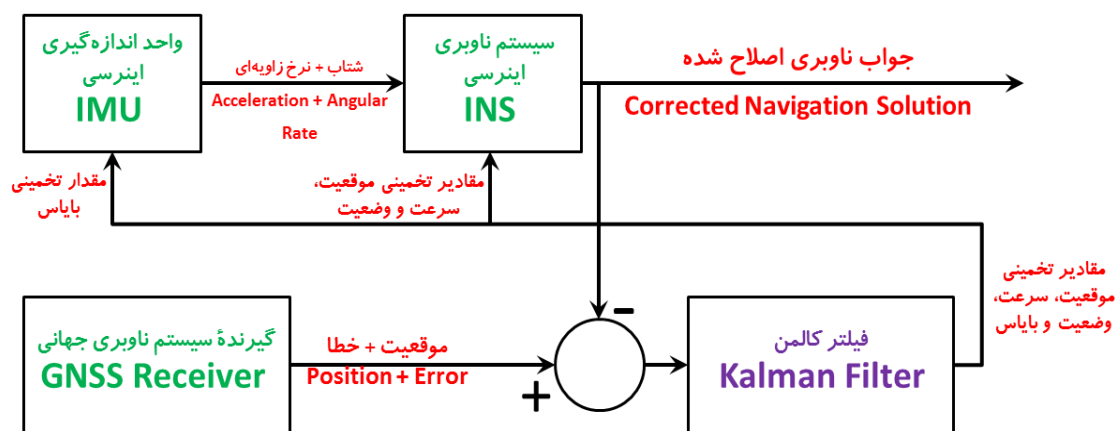 واحد اندازه‌گیری
اینرسی
IMU
شتاب + نرخ زاویه‌ای
Acceleration + Angular
Rate
سیستم ناوبری
اینرسی
INS
جواب ناوبری اصلاح شده
Corrected Navigation Solution
مقدار تخمینی
بایاس
مقادیر تخمینی موقعیت،
سرعت و وضعیت
مقادیر تخمینی
موقعیت، سرعت،
وضعیت و بایاس
گیرندهٔ سیستم ناوبری جهانی
GNSS Receiver
موقعیت + خطا
Position + Error
-
+
فیلتر کالمن
Kalman Filter